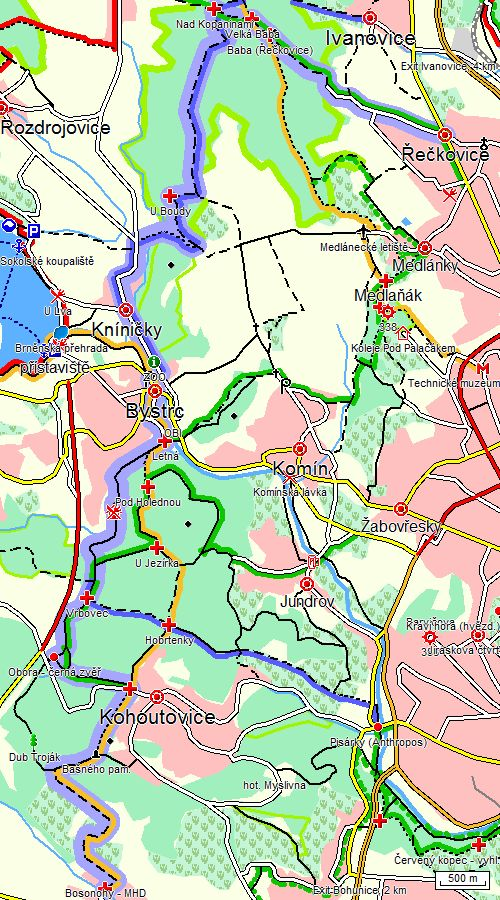 Nad Kopaninami
Velká Baba
Baba (Řečkovice)
Ivanovice
Exit Ivanovice, 4 km
Rozdrojovice
Řečkovice
U Boudy
Medlánecké letiště
Medlánky
Sokolské koupaliště
P
Medlaňák
U Lva
338
Kníničky
Brněnská přehrada
přístaviště
Koleje Pod Palackém
ZOO
M
Technické muzeum
Bystrc
OBI
Letná
Komín
Komínská lávka
Pod Holednou
Žabovřesky
U Jezírka
Jundrov
Vrbovec
Hobrtenky
Kraví hora (hvězd.)
Jiráskova čtvrť
Obora - černá zvěř
Kohoutovice
Pisárky (Anthropos)
Dub Troják
Basného pam.
hot. Myslivna
Červený kopec - vyhl
500 m
Bosonohy - MHD
Exit Bohunice, 2 km